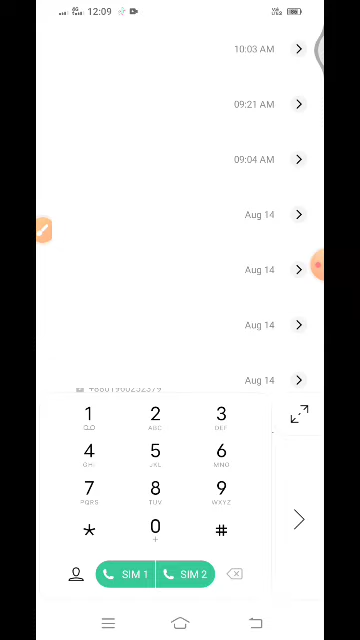 12:09
10:03 AM
09:21 AM
09:04 AM
Aug 14
Aug 14
Aug 14
Aug 14
1 2 3
ABC DEF
4 5 6
GHI JKL MNO
7 8 9
PQRS TUV WXYZ
* 0 #
+
SIM 1 SIM 2